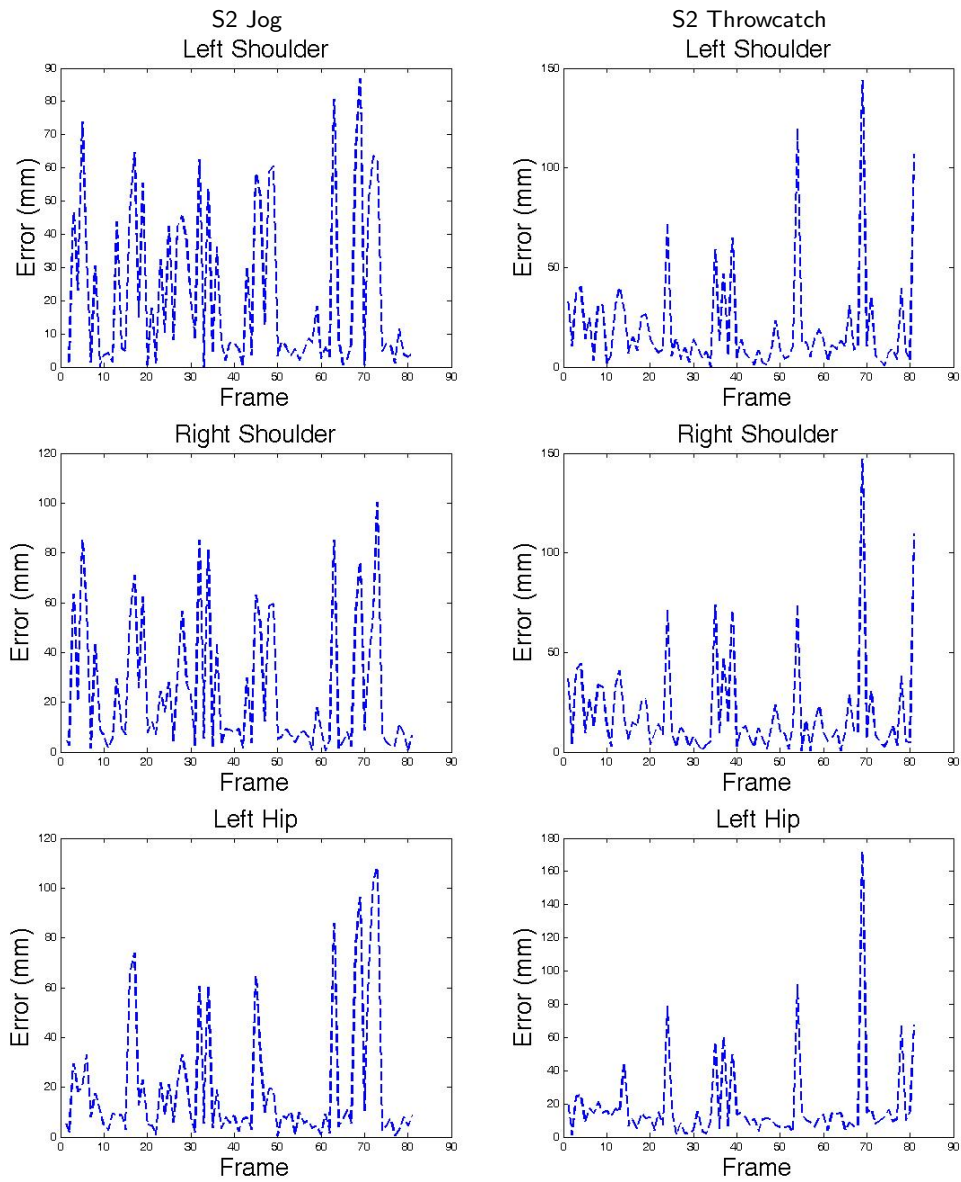 S2 Jog
Left Shoulder
90
80
70
60
50
40
30
20
10
0
Error (mm)
0 10 20 30 40 50 60 70 80 90
Frame
S2 Throwcatch
Left Shoulder
150
100
50
0
Error (mm)
0 10 20 30 40 50 60 70 80 90
Frame
Right Shoulder
120
100
80
60
40
20
0
Error (mm)
0 10 20 30 40 50 60 70 80 90
Frame
Right Shoulder
150
100
50
0
Error (mm)
0 10 20 30 40 50 60 70 80 90
Frame
Left Hip
120
100
80
60
40
20
0
Error (mm)
0 10 20 30 40 50 60 70 80 90
Frame
Left Hip
180
160
140
120
100
80
60
40
20
0
Error (mm)
0 10 20 30 40 50 60 70 80 90
Frame